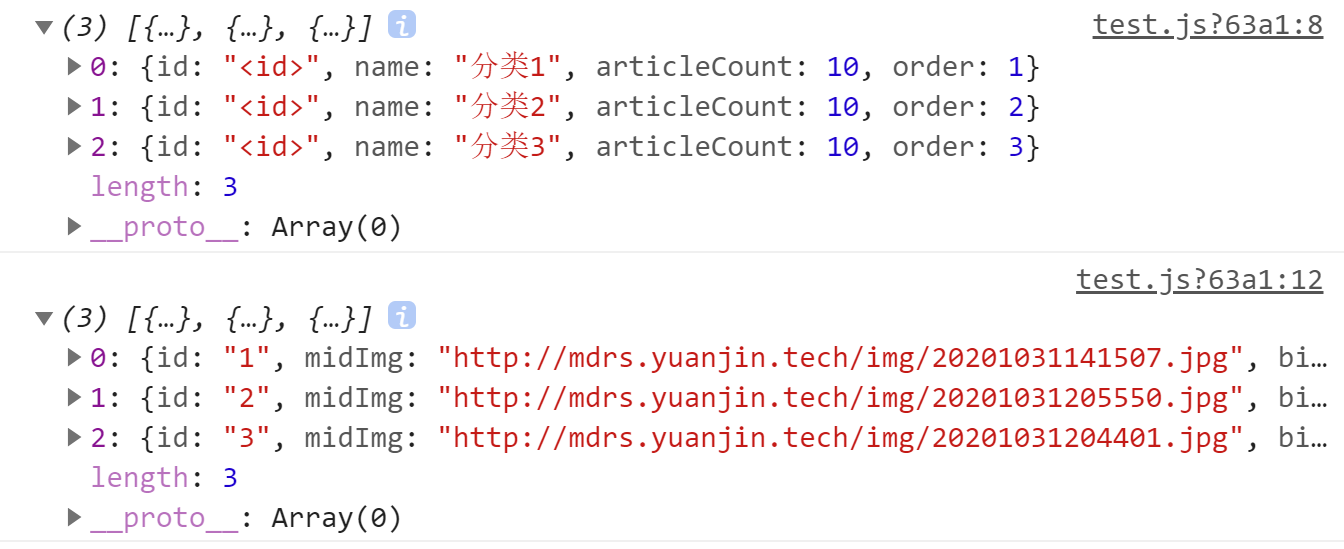 (3) [{…}, {…}, {…}] i test.js?63a1:8
0: {id: "<id>", name: "分类1", articleCount: 10, order: 1}
1: {id: "<id>", name: "分类2", articleCount: 10, order: 2}
2: {id: "<id>", name: "分类3", articleCount: 10, order: 3}
length: 3
__proto__: Array(0)
test.js?63a1:12
(3) [{…}, {…}, {…}] i
0: {id: "1", midImg: "http://mdrs.yuanjin.tech/img/20201031141507.jpg", bi…
1: {id: "2", midImg: "http://mdrs.yuanjin.tech/img/20201031205550.jpg", bi…
2: {id: "3", midImg: "http://mdrs.yuanjin.tech/img/20201031204401.jpg", bi…
length: 3
__proto__: Array(0)